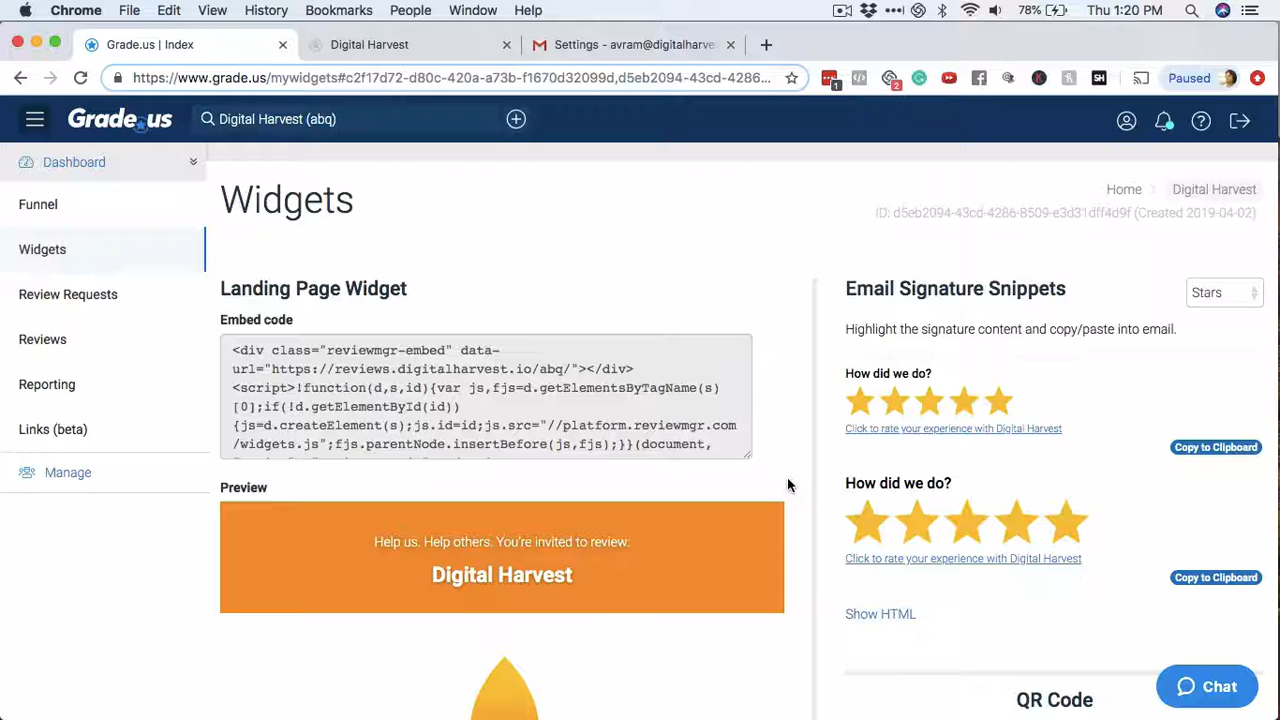 Chrome File Edit View History Bookmarks People Window Help
78% Thu 1:20 PM
Grade.us | Index
Digital Harvest
Settings - avram@digitalharve
https://www.grade.us/mywidgets#c2f17d72-d80c-420a-a73b-f1670d32099d,d5eb2094-43cd-4286...
1
2
SH
Paused
Grade.us
Digital Harvest (abq)
Dashboard
Funnel
Widgets
Review Requests
Reviews
Reporting
Links (beta)
Manage
Widgets
Home
Digital Harvest
ID: d5eb2094-43cd-4286-8509-e3d31dff4d9f (Created 2019-04-02)
Landing Page Widget
Embed code
<div class="reviewmgr-embed" data-
url="https://reviews.digitalharvest.io/abq/"></div>
<script>!function(d,s,id){var js,fjs=d.getElementsByTagName(s)
[0];if(!d.getElementById(id))
{js=d.createElement(s);js.id=id;js.src="//platform.reviewmgr.com
/widgets.js";fjs.parentNode.insertBefore(js,fjs);}}(document,
Preview
Help us. Help others. You're invited to review:
Digital Harvest
Email Signature Snippets
Stars
Highlight the signature content and copy/paste into email.
How did we do?
Click to rate your experience with Digital Harvest
Copy to Clipboard
How did we do?
Click to rate your experience with Digital Harvest
Copy to Clipboard
Show HTML
QR Code
Chat